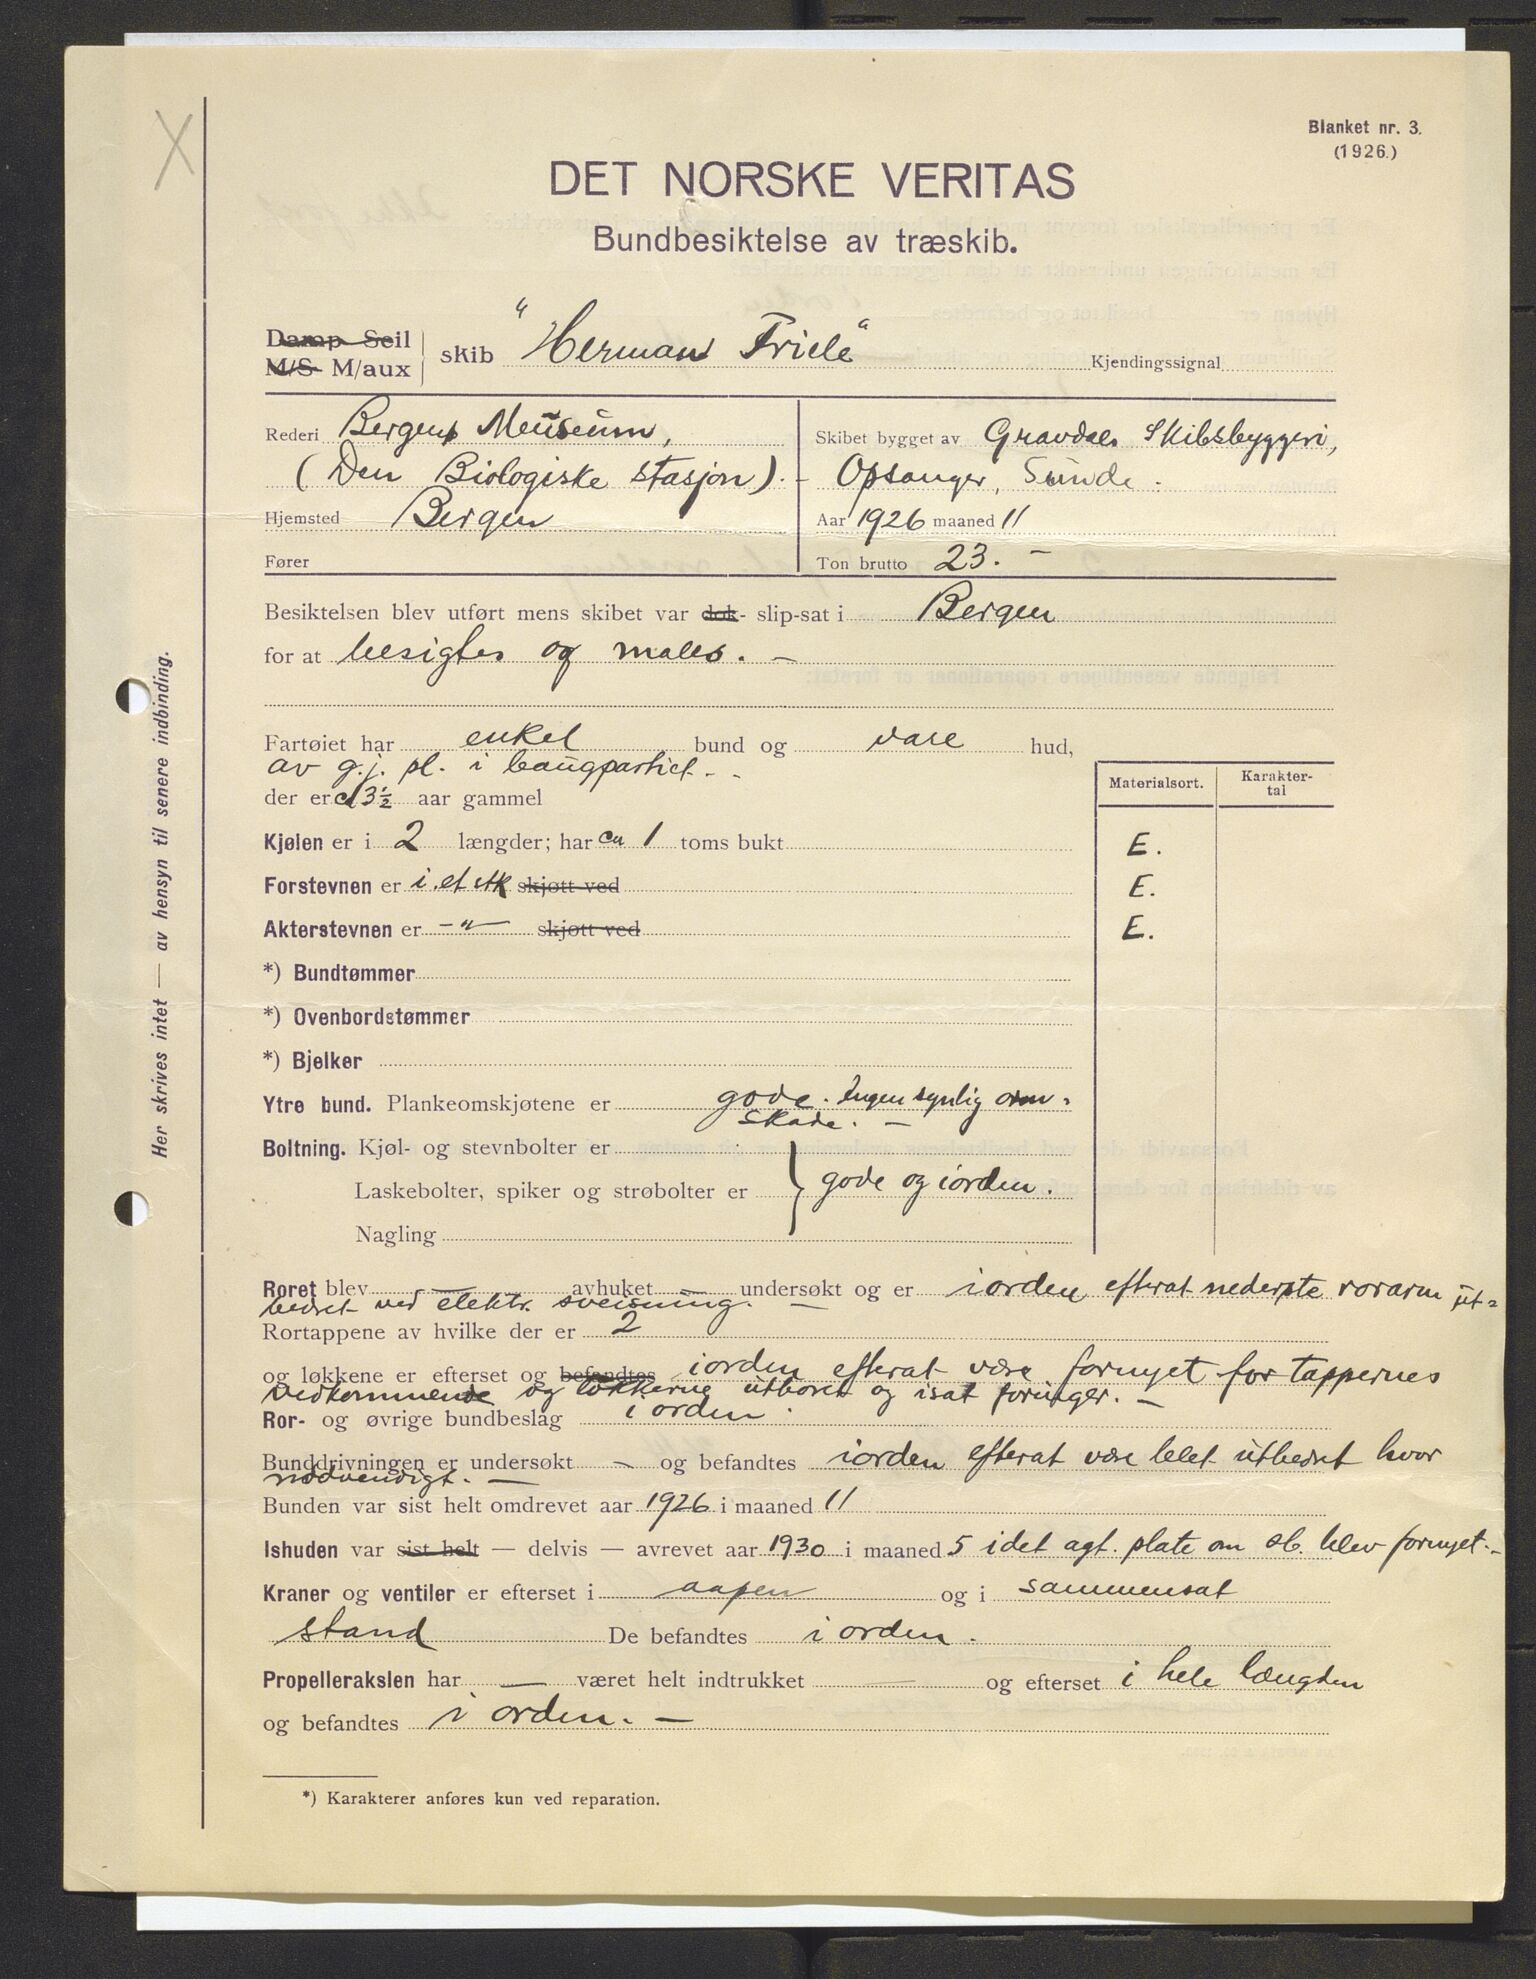 Blanket nr. 3.
(1926.)
DET NORSKE VERITAS
Bundbesiktelse av træskib.
Damp Seil
M/S M/aux
skib "Herman Friele" Kjendingssignal
Rederi Bergens Museum,
(Den Biologiske stasjon). -
Hjemsted Bergen
Fører
Skibet bygget av Gravdals Skibsbyggeri,
Opsanger, Sunde.
Aar 1926 maaned 11
Ton brutto 23. -
Besiktelsen blev utført mens skibet var dok- slip-sat i Bergen
for at besigtes og males. -
Fartøiet har enkel bund og vare hud,
av g.j. pl. i baugpartiet. -
der er 3½ aar gammel
Materialsort.
Karakter-
tal
Kjølen er i 2 længder; har ca 1 toms bukt E.
Forstevnen er i et stk skjøtt ved E.
Akterstevnen er -"- skjøtt ved E.
*) Bundtømmer
*) Ovenbordstømmer
*) Bjelker
Ytre bund. Plankeomskjøtene er gode. Ingen synlig orm-
skade. -
Boltning. Kjøl- og stevnbolter er
Laskebolter, spiker og strøbolter er gode og iorden.
Nagling
Roret blev avhuket undersøkt og er iorden efterat nederste rorarm ut-
bedret ved elektr. sveisning. -
Rortappene av hvilke der er 2
og løkkene er efterset og befandtes iorden efterat være fornyet for tappernes
vedkommende og løkkerne utboret og isat foringer. -
Ror- og øvrige bundbeslag i orden.
Bunddrivningen er undersøkt - og befandtes iorden efterat være blet utbedret hvor
nødvendigt. -
Bunden var sist helt omdrevet aar 1926 i maaned 11
Ishuden var sist helt — delvis — avrevet aar 1930 i maaned 5 idet agt. plate om sb. blev fornyet. -
Kraner og ventiler er efterset i aapen og i sammensat
stand De befandtes i orden.
Propellerakslen har — været helt indtrukket — og efterset i hele længden
og befandtes i orden. -
*) Karakterer anføres kun ved reparation.
Her skrives intet — av hensyn til senere indbinding.